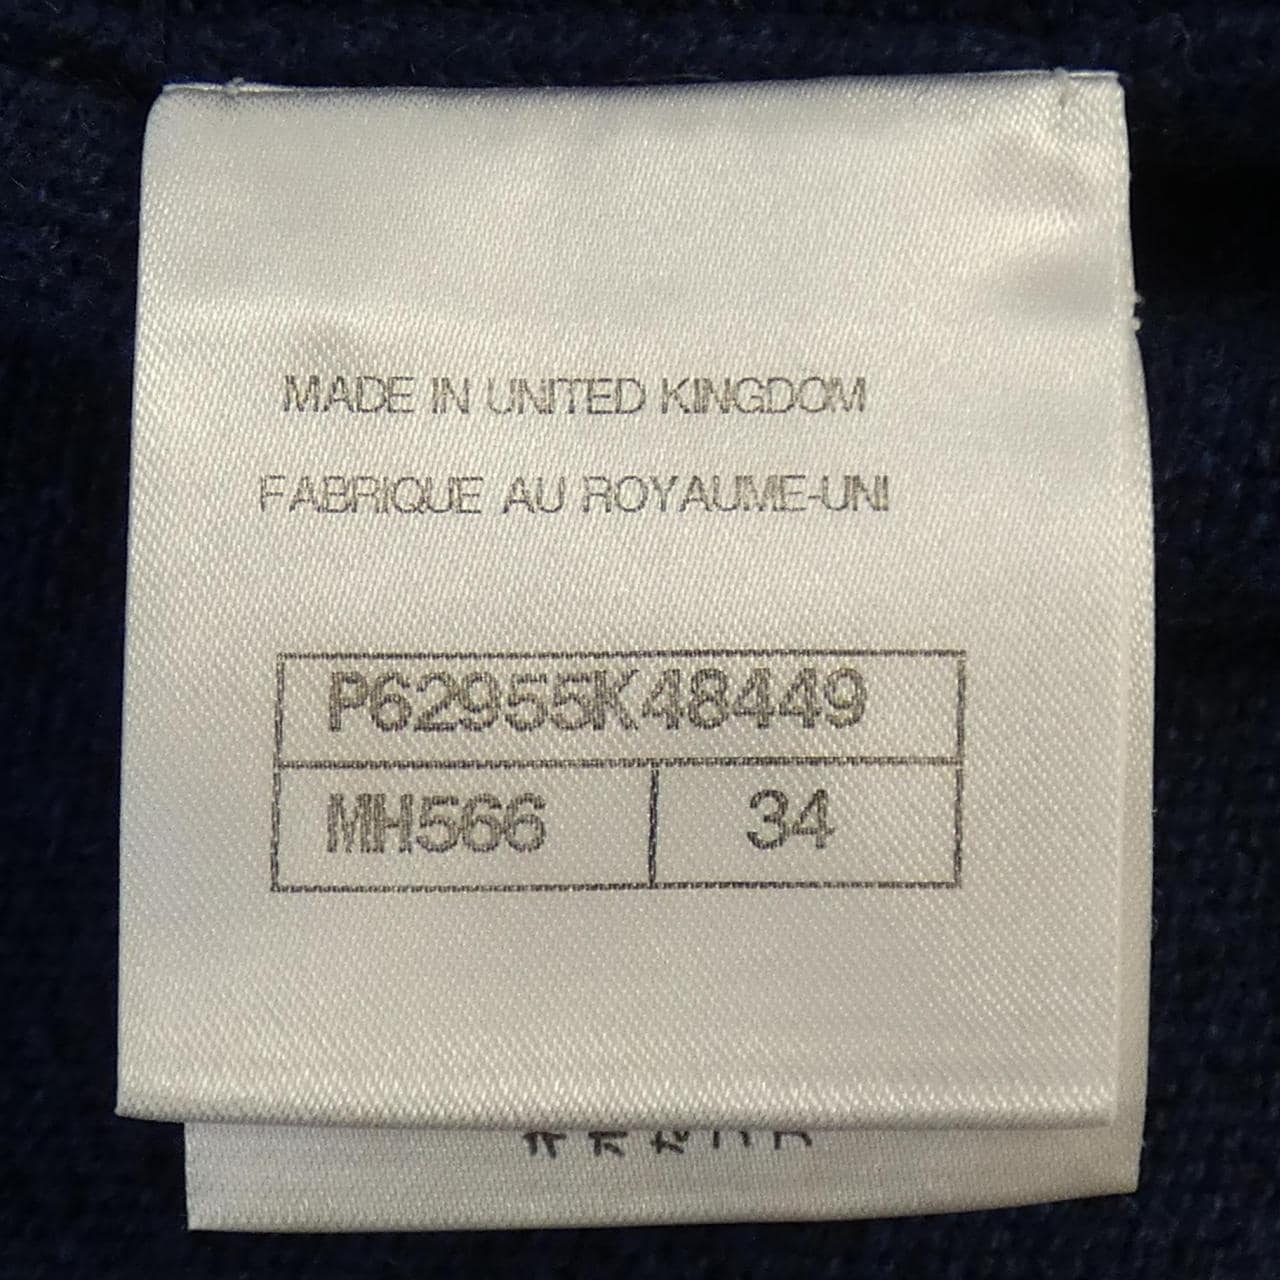 MADE IN UNITED KINGDOM
FABRIQUE AU ROYAUME-UNI
P62955K48449
MH566 34